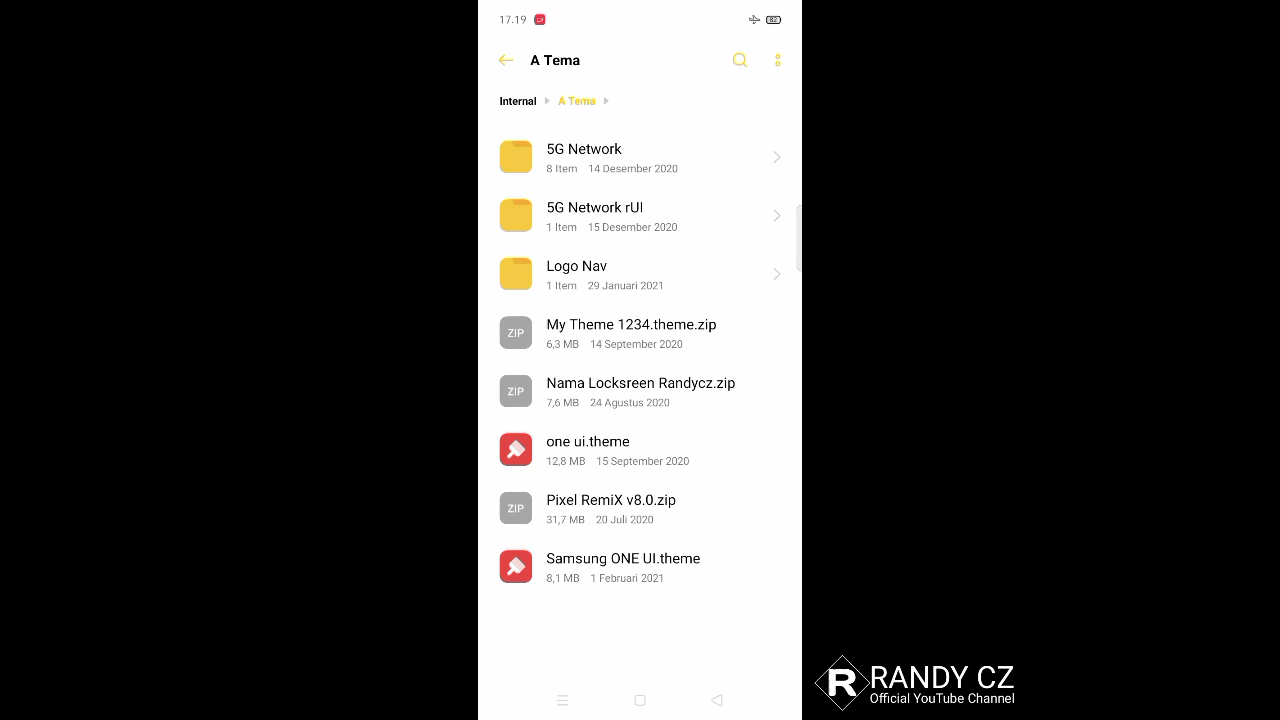 17.19
82
A Tema
Internal
A Tema
5G Network
8 Item 14 Desember 2020
5G Network rUI
1 Item 15 Desember 2020
Logo Nav
1 Item 29 Januari 2021
ZIP
My Theme 1234.theme.zip
6,3 MB 14 September 2020
ZIP
Nama Locksreen Randycz.zip
7,6 MB 24 Agustus 2020
one ui.theme
12,8 MB 15 September 2020
ZIP
Pixel RemiX v8.0.zip
31,7 MB 20 Juli 2020
Samsung ONE UI.theme
8,1 MB 1 Februari 2021
R
RANDY CZ
Official YouTube Channel